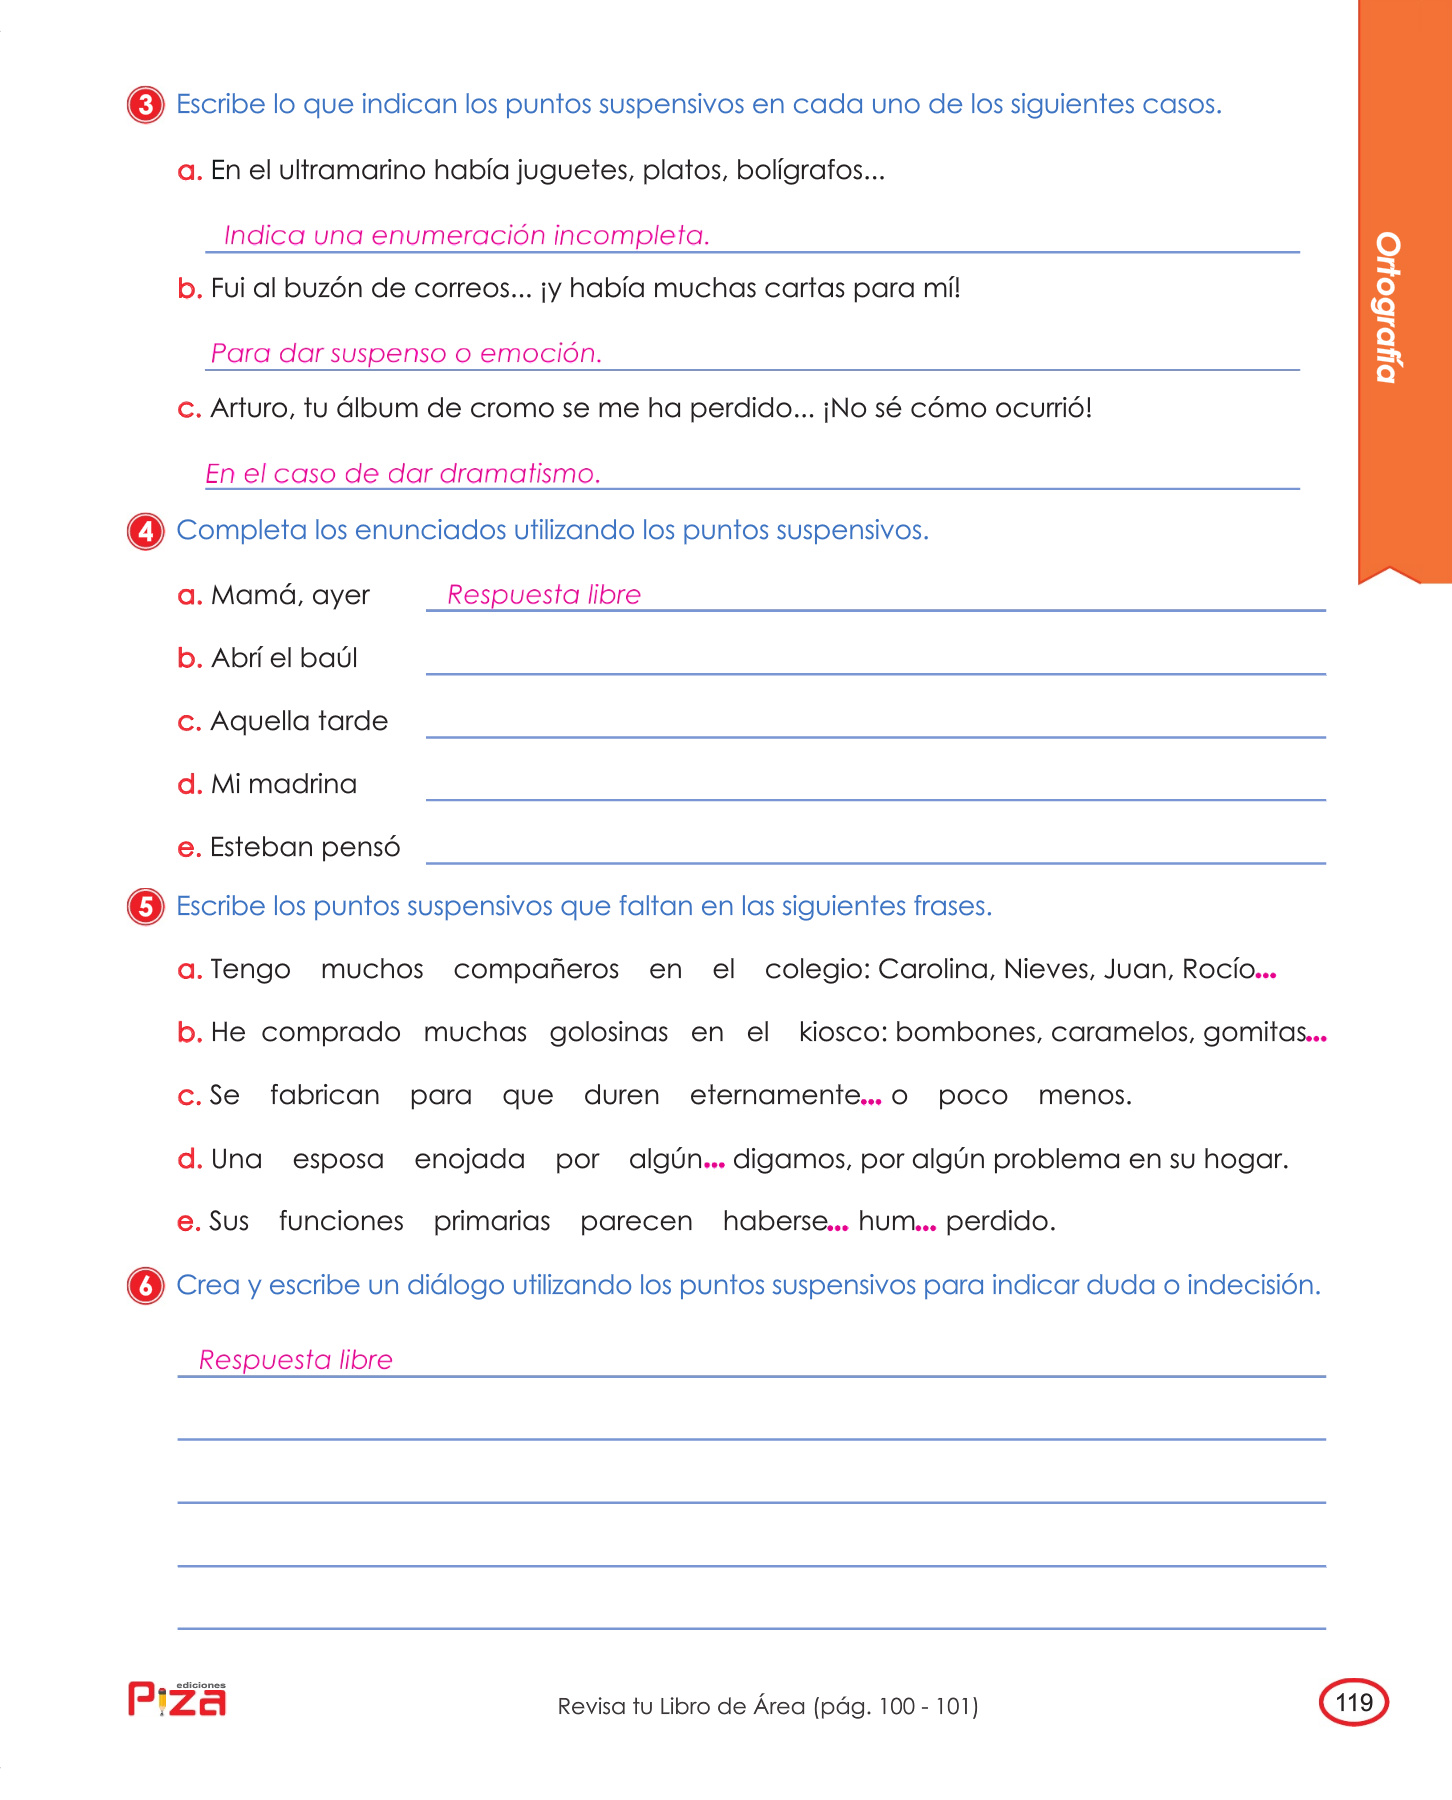 3 Escribe lo que indican los puntos suspensivos en cada uno de los siguientes casos.
a. En el ultramarino había juguetes, platos, bolígrafos...
Indica una enumeración incompleta.
b. Fui al buzón de correos... ¡y había muchas cartas para mí!
Para dar suspenso o emoción.
c. Arturo, tu álbum de cromo se me ha perdido... ¡No sé cómo ocurrió!
En el caso de dar dramatismo.
Ortografía
4 Completa los enunciados utilizando los puntos suspensivos.
a. Mamá, ayer Respuesta libre
b. Abrí el baúl
c. Aquella tarde
d. Mi madrina
e. Esteban pensó
5 Escribe los puntos suspensivos que faltan en las siguientes frases.
a. Tengo muchos compañeros en el colegio: Carolina, Nieves, Juan, Rocío...
b. He comprado muchas golosinas en el kiosco: bombones, caramelos, gomitas...
c. Se fabrican para que duren eternamente... o poco menos.
d. Una esposa enojada por algún... digamos, por algún problema en su hogar.
e. Sus funciones primarias parecen haberse... hum... perdido.
6 Crea y escribe un diálogo utilizando los puntos suspensivos para indicar duda o indecisión.
Respuesta libre
ediciones
Piza
Revisa tu Libro de Área (pág. 100 - 101)
119